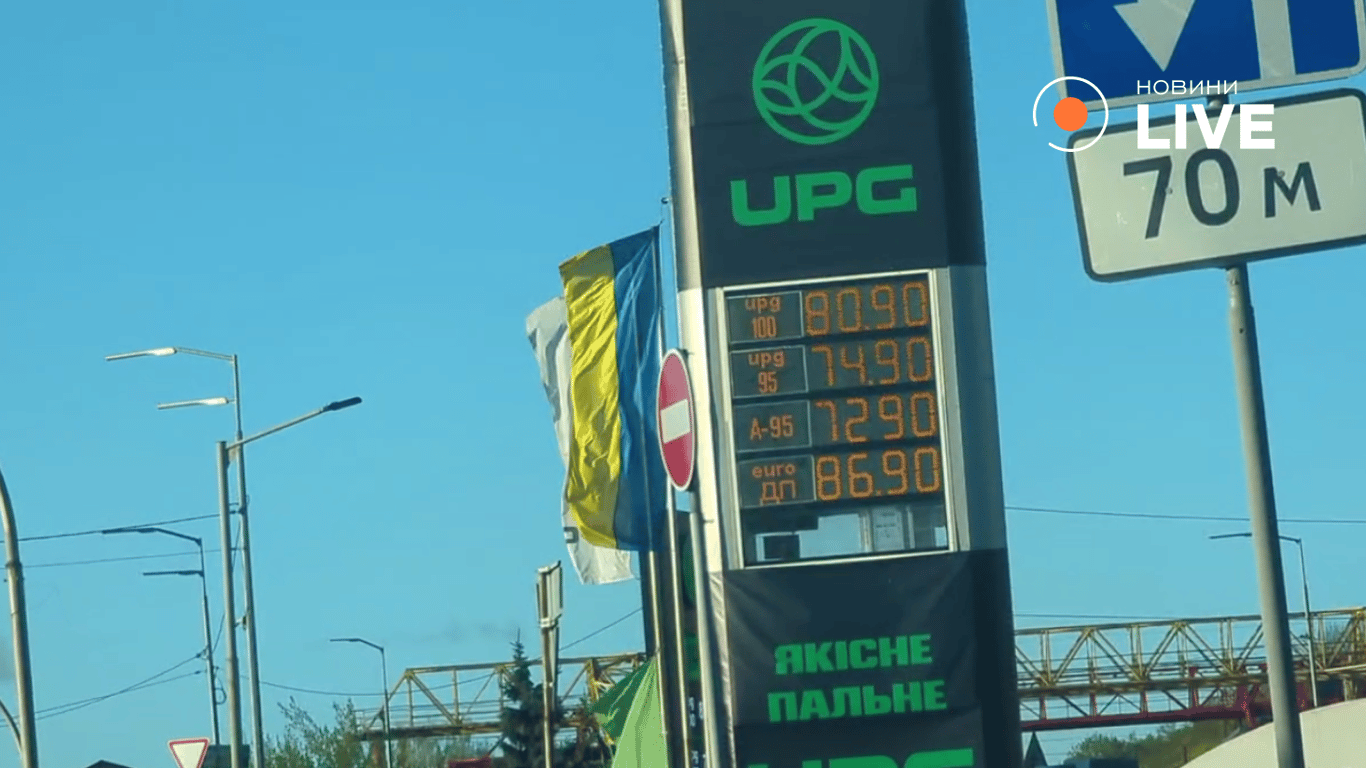 UPG
upg
100
80.90
upg
95
74.90
А-95
72.90
euro
ДП
86.90
ЯКІСНЕ
ПАЛЬНЕ
UPG
НОВИНИ
LIVE
70 м